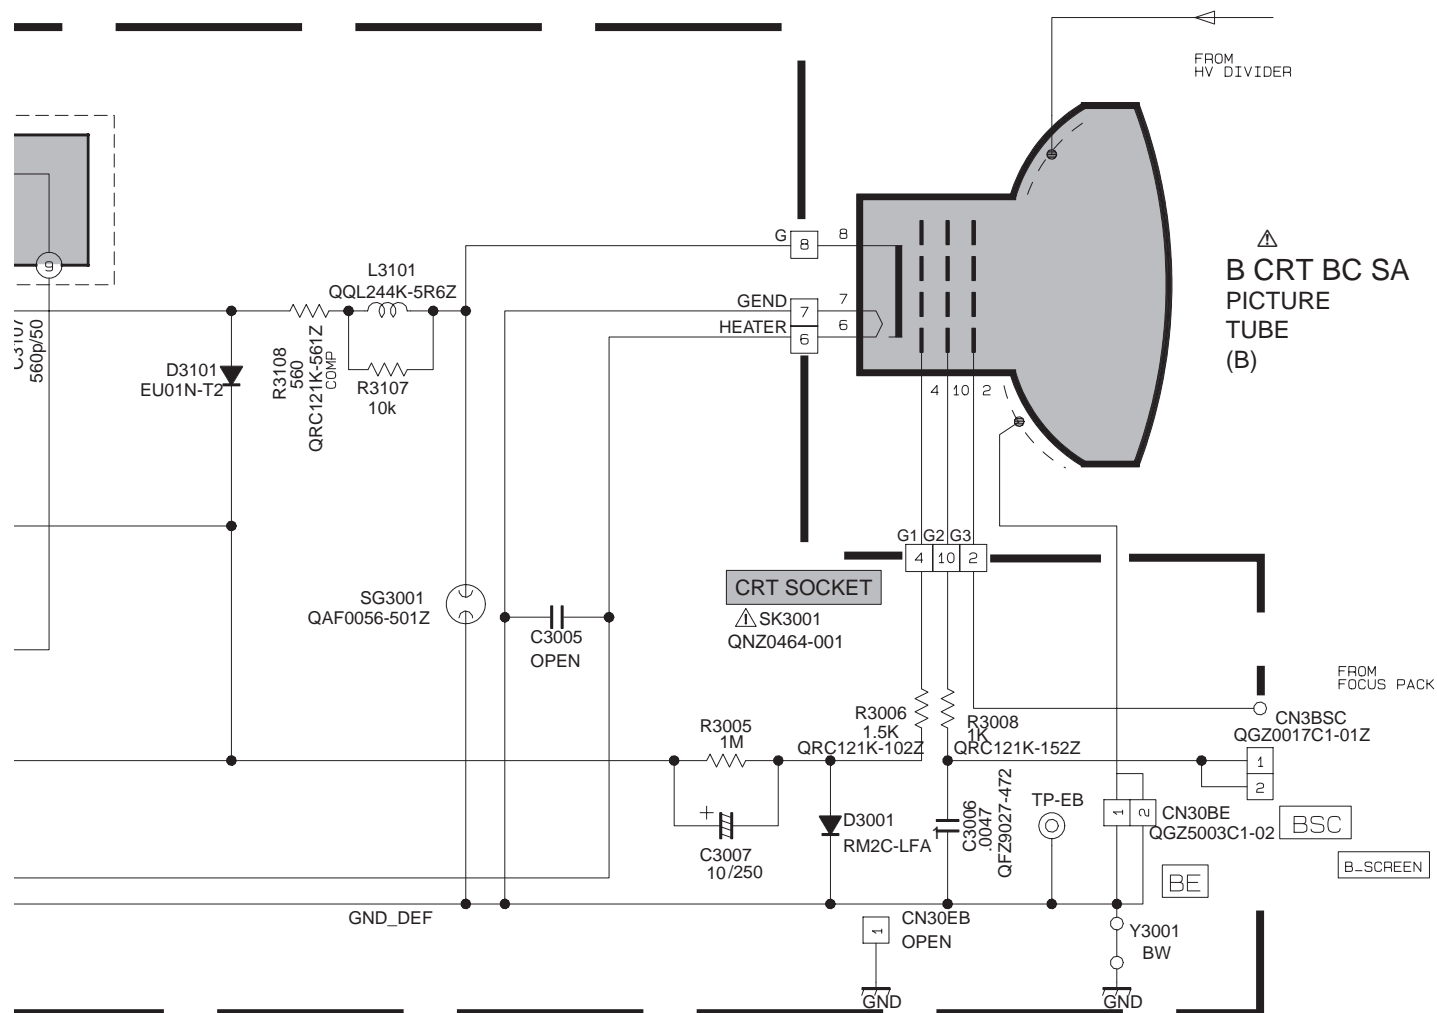 FROM
HV DIVIDER
9
L3101
QQL244K-5R6Z
C3107
560p/50
D3101
EU01N-T2
R3108
560
QRC121K-561Z
COMP
R3107
10k
G
8
8
GEND
7
7
HEATER
6
6
4
10
2
B CRT BC SA
PICTURE
TUBE
(B)
G1
G2
G3
4
10
2
CRT SOCKET
SK3001
QNZ0464-001
SG3001
QAF0056-501Z
C3005
OPEN
FROM
FOCUS PACK
R3005
1M
R3006
1.5K
QRC121K-102Z
R3008
1K
QRC121K-152Z
CN3BSC
QGZ0017C1-01Z
1
2
BSC
B_SCREEN
C3007
10/250
+
D3001
RM2C-LFA
1
C3006
.0047
QFZ9027-472
TP-EB
1
2
CN30BE
QGZ5003C1-02
BE
GND_DEF
1
CN30EB
OPEN
GND
Y3001
BW
GND